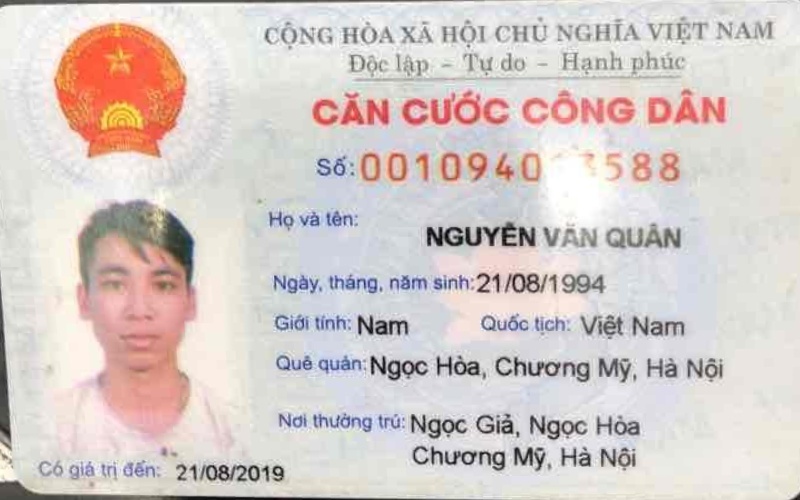 CỘNG HÒA XÃ HỘI CHỦ NGHĨA VIỆT NAM
Độc lập - Tự do - Hạnh phúc
CĂN CƯỚC CÔNG DÂN
Số:
Họ và tên:
NGUYỄN VĂN QUÂN
Ngày, tháng, năm sinh: 21/08/1994
Giới tính: Nam Quốc tịch: Việt Nam
Quê quán: Ngọc Hòa, Chương Mỹ, Hà Nội
Nơi thường trú: Ngọc Giả, Ngọc Hòa
Chương Mỹ, Hà Nội
Có giá trị đến: 21/08/2019